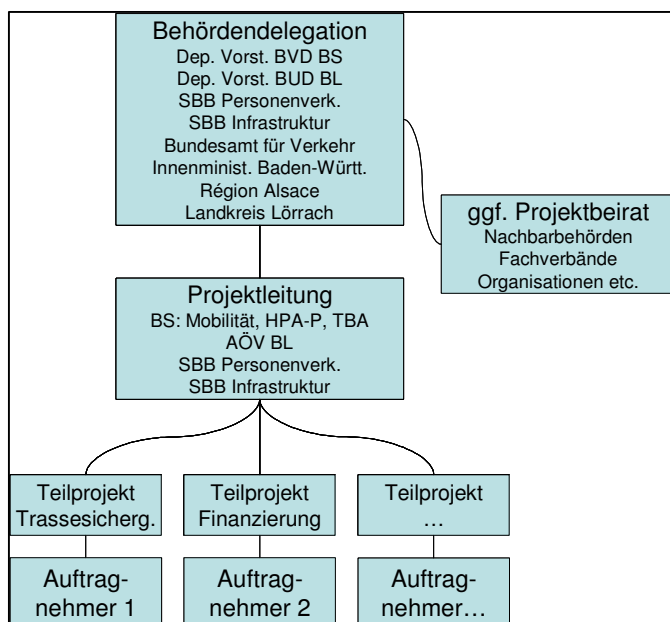 Behördendelegation
Dep. Vorst. BVD BS
Dep. Vorst. BUD BL
SBB Personenverk.
SBB Infrastruktur
Bundesamt für Verkehr
Innenminist. Baden-Württ.
Région Alsace
Landkreis Lörrach
ggf. Projektbeirat
Nachbarbehörden
Fachverbände
Organisationen etc.
Projektleitung
BS: Mobilität, HPA-P, TBA
AÖV BL
SBB Personenverk.
SBB Infrastruktur
Teilprojekt
Trassesicherg.
Teilprojekt
Finanzierung
Teilprojekt
…
Auftrag-
nehmer 1
Auftrag-
nehmer 2
Auftrag-
nehmer…